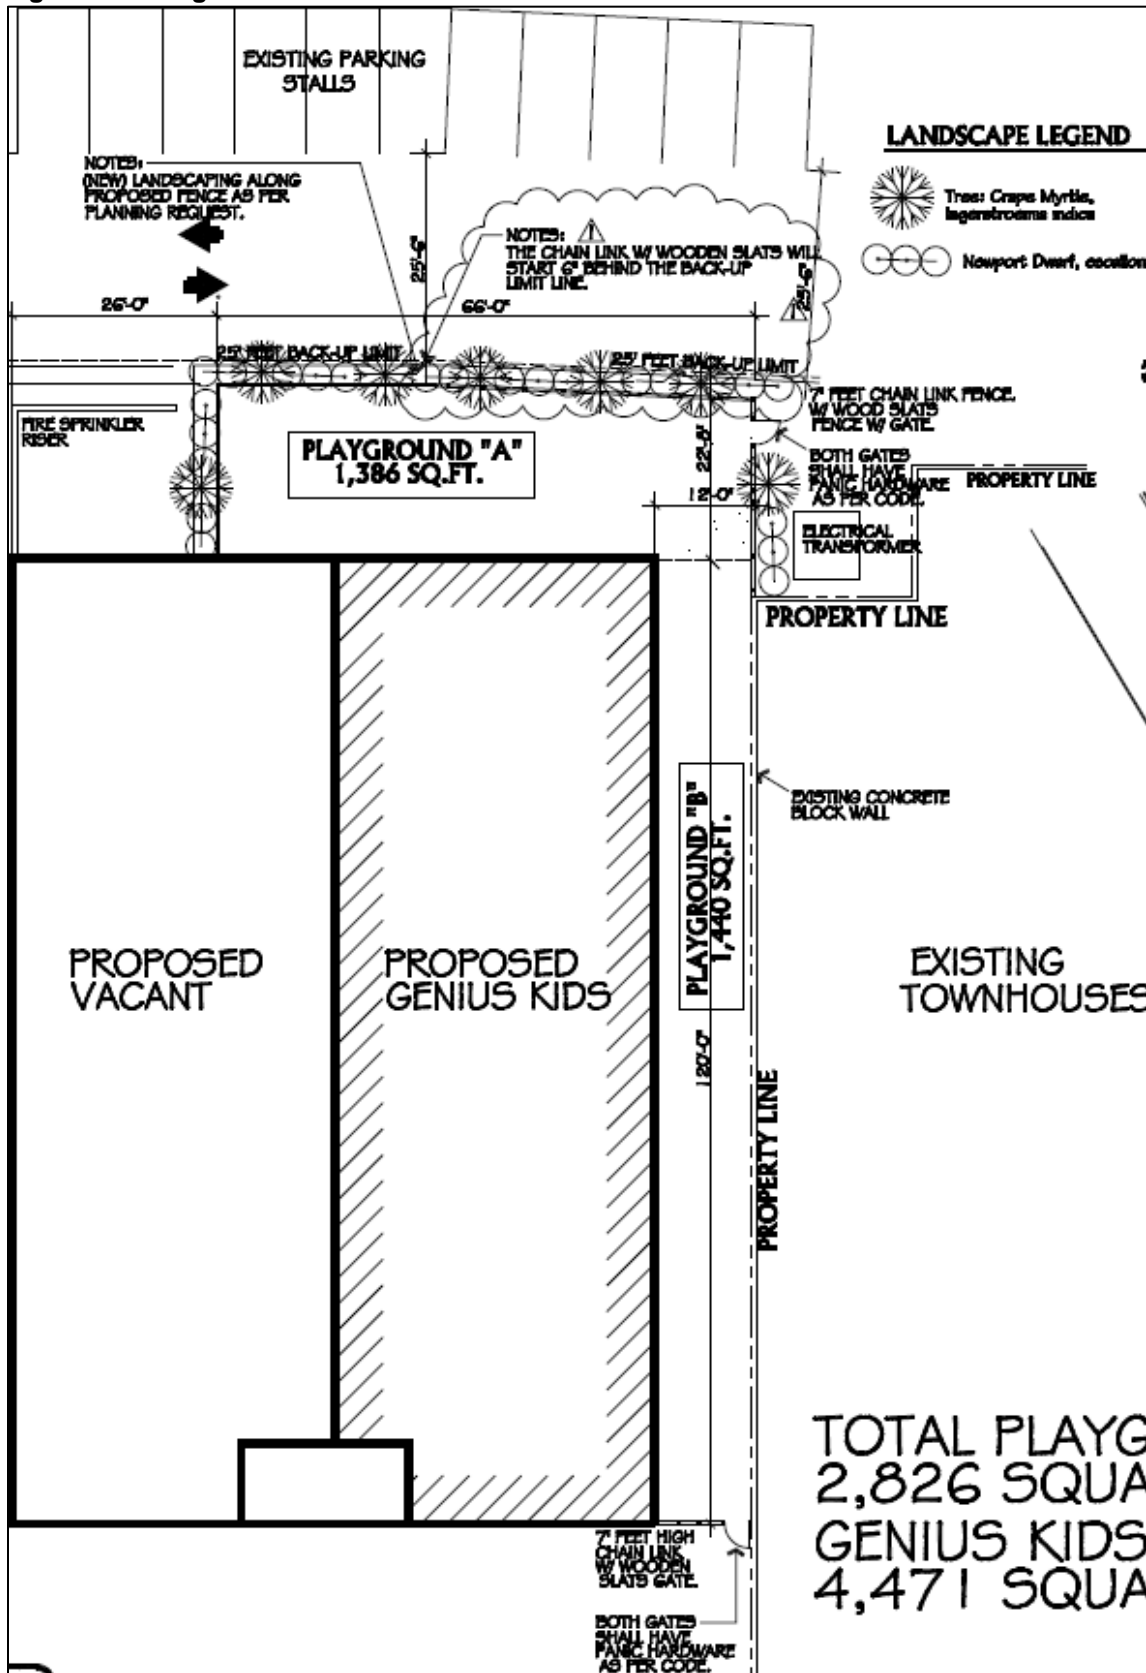 EXISTING PARKING
STALLS
LANDSCAPE LEGEND
Tree: Crape Myrtle,
lagerstroemia indica
Newport Dwarf,
NOTES:
(NEW) LANDSCAPING ALONG
PROPOSED FENCE AS PER
PLANNING REQUEST.
NOTES:
THE CHAIN LINK W/ WOODEN SLATS WILL
START 6" BEHIND THE BACK-UP
LIMIT LINE.
1
25'-6"
25'-6"
1
26'-0"
66'-0"
25' FEET BACK-UP LIMIT
25' FEET BACK-UP LIMIT
7' FEET CHAIN LINK FENCE.
W/ WOOD SLATS
FENCE W/ GATE.
FIRE SPRINKLER
RISER
PLAYGROUND "A"
1,386 SQ.FT.
22'-8"
12'-0"
BOTH GATES
SHALL HAVE
PANIC HARDWARE
AS PER CODE.
PROPERTY LINE
ELECTRICAL
TRANSFORMER
PROPERTY LINE
EXISTING CONCRETE
BLOCK WALL
PLAYGROUND "B"
1,440 SQ.FT.
PROPOSED
VACANT
PROPOSED
GENIUS KIDS
EXISTING
TOWNHOUSES
120'-0"
PROPERTY LINE
TOTAL PLAYG
2,826 SQUA
GENIUS KIDS
4,471 SQUA
7' FEET HIGH
CHAIN LINK
W/ WOODEN
SLATS GATE.
BOTH GATES
SHALL HAVE
PANIC HARDWARE
AS PER CODE.